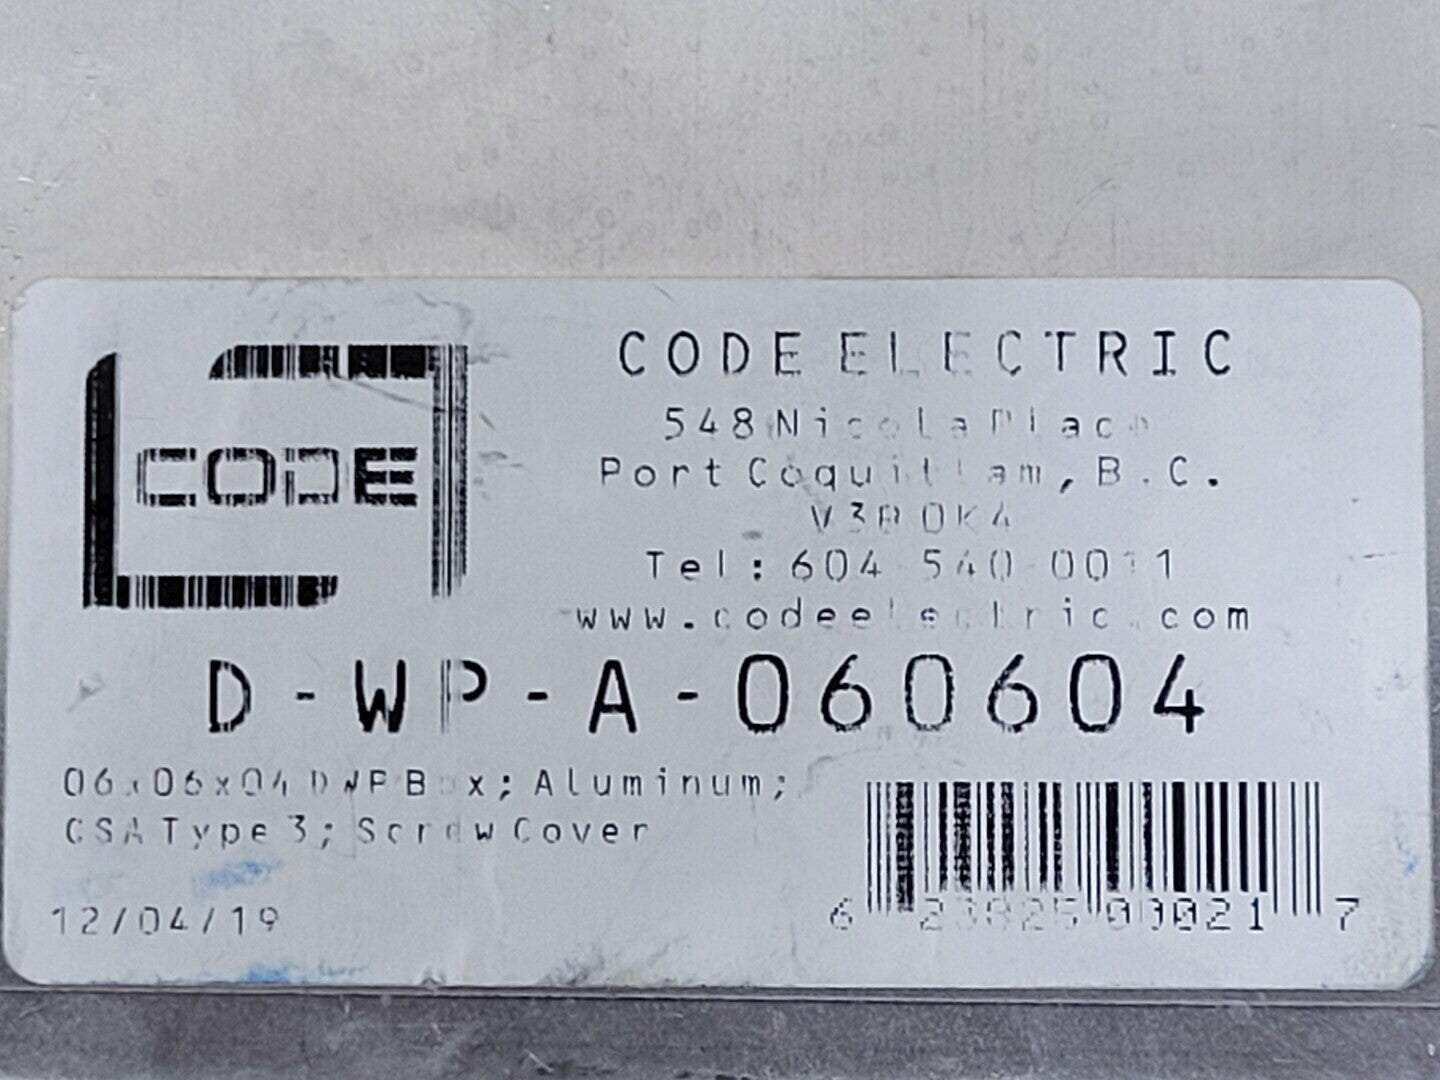 CODE ELECTRIC
CODE
548 Nicola Place
Port Coquitlam, B.C.
V3B 0K4
Tel: 604 540 0011
www.codeelectric.com
D-WP-A-060604
06x06x04 DWP Box; Aluminum;
CSA Type 3; Screw Cover
12/04/19
6 23825 00021 7